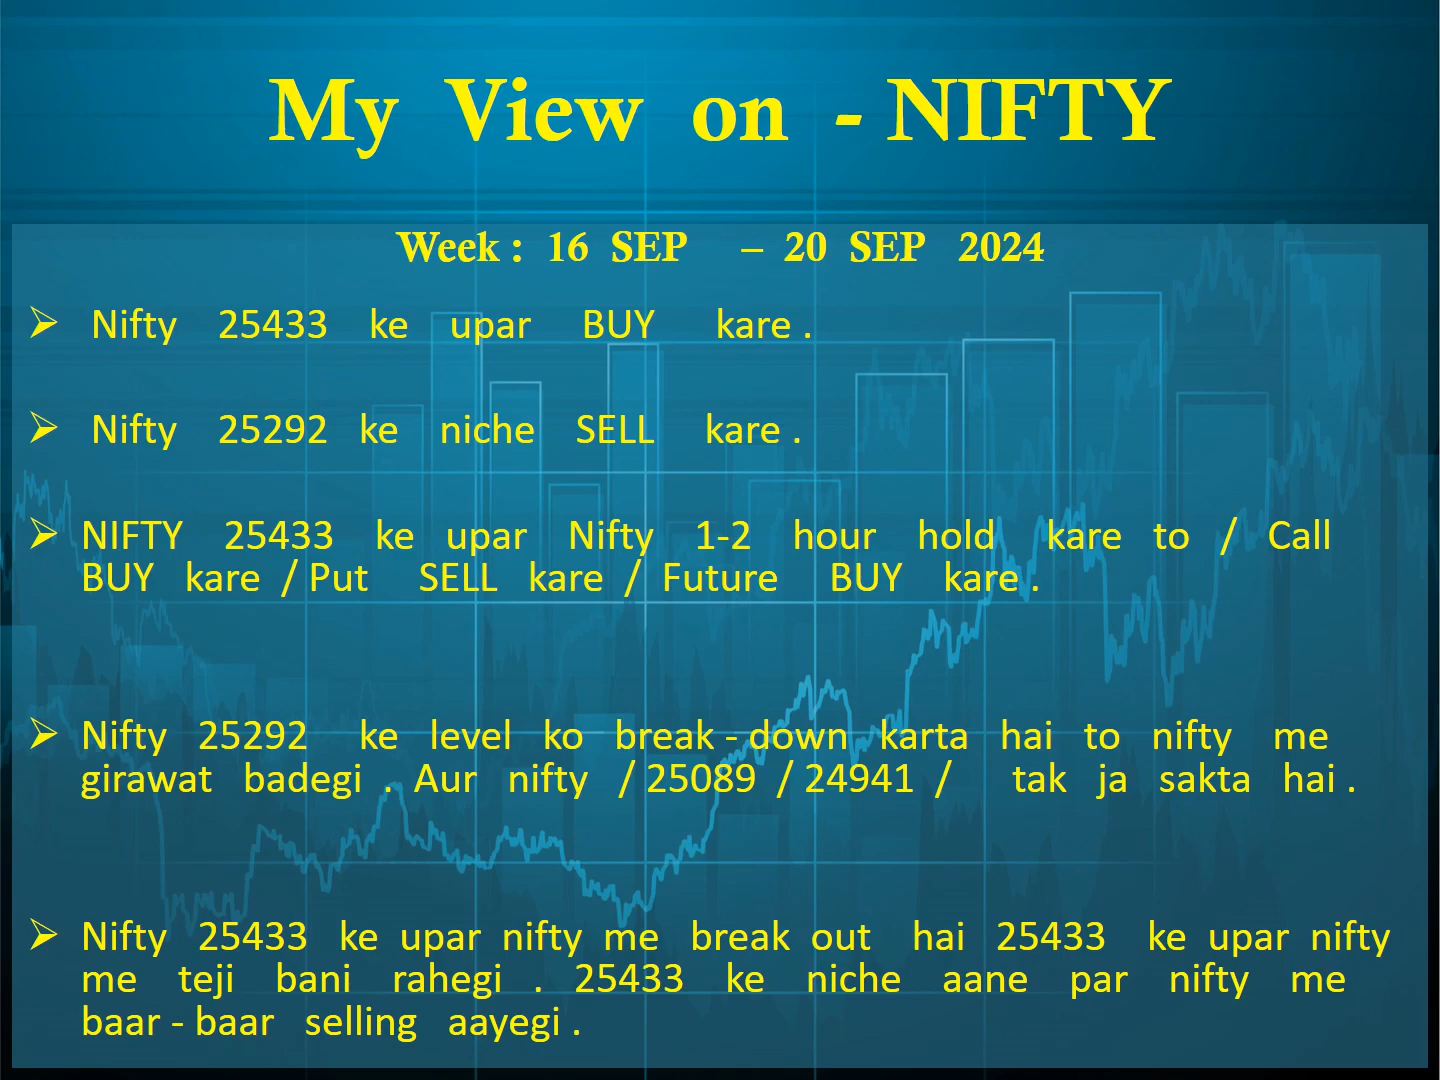 My View on - NIFTY
Week : 16 SEP – 20 SEP 2024
➢ Nifty 25433 ke upar BUY kare .
➢ Nifty 25292 ke niche SELL kare .
➢ NIFTY 25433 ke upar Nifty 1-2 hour hold kare to / Call
BUY kare / Put SELL kare / Future BUY kare .
➢ Nifty 25292 ke level ko break - down karta hai to nifty me
girawat badegi . Aur nifty / 25089 / 24941 / tak ja sakta hai .
➢ Nifty 25433 ke upar nifty me break out hai 25433 ke upar nifty
me teji bani rahegi . 25433 ke niche aane par nifty me
baar - baar selling aayegi .